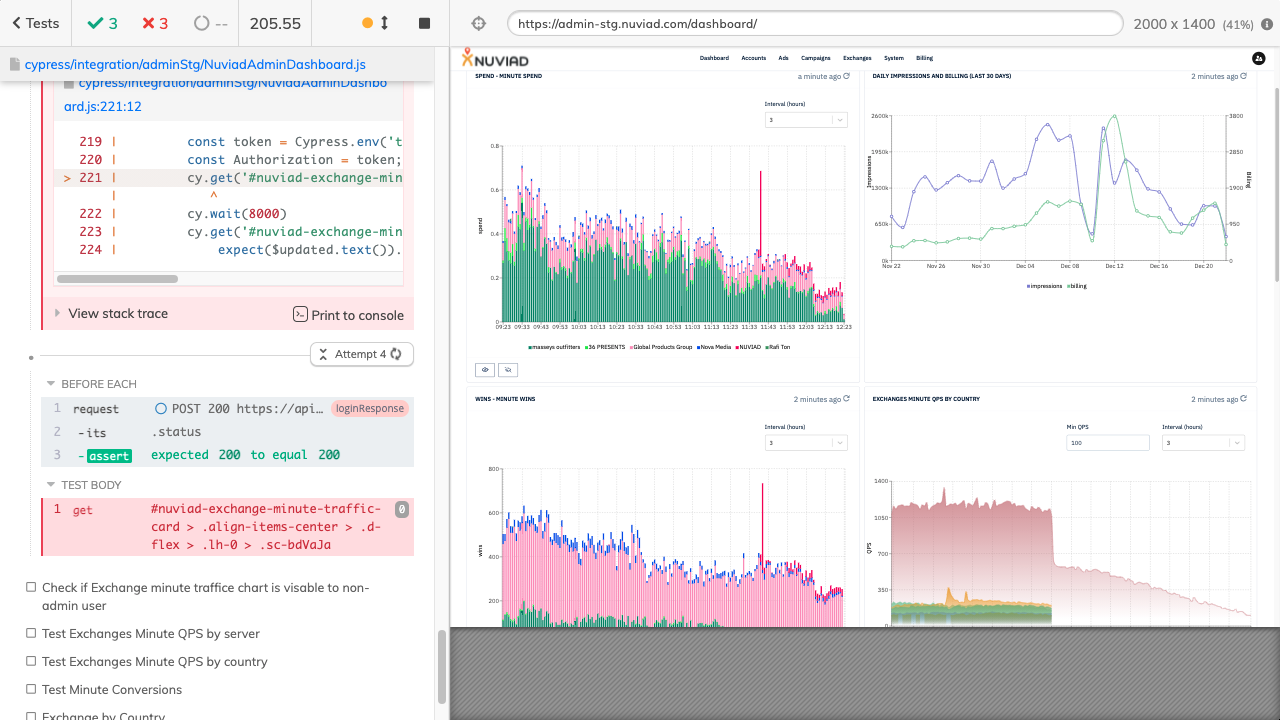 Tests
3
3
--
205.55
https://admin-stg.nuviad.com/dashboard/
2000 x 1400 (41%)
cypress/integration/adminStg/NuviadAdminDashboard.js
cypress/integration/adminStg/NuviadAdminDashbo
ard.js:221:12
219 | const token = Cypress.env('t
220 | const Authorization = token;
> 221 | cy.get('#nuviad-exchange-min
| ^
222 | cy.wait(8000)
223 | cy.get('#nuviad-exchange-min
224 | expect($updated.text()).
View stack trace
Print to console
Attempt 4
BEFORE EACH
1 request POST 200 https://api... loginResponse
2 -its .status
3 -assert expected 200 to equal 200
TEST BODY
1 get #nuviad-exchange-minute-traffic-
card > .align-items-center > .d-
flex > .lh-0 > .sc-bdVaJa
0
Check if Exchange minute traffice chart is visable to non-
admin user
Test Exchanges Minute QPS by server
Test Exchanges Minute QPS by country
Test Minute Conversions
Exchange by Country
NUVIAD
Dashboard Accounts Ads Campaigns Exchanges System Billing
SPEND - MINUTE SPEND
a minute ago
Interval (hours)
3
0.8
0.6
0.4
0.2
0
spend
09:23 09:33 09:43 09:53 10:03 10:13 10:23 10:33 10:43 10:53 11:03 11:13 11:23 11:33 11:43 11:53 12:03 12:13 12:23
masseys outfitters 36 PRESENTS Global Products Group Nova Media NUVIAD Rafi Ton
DAILY IMPRESSIONS AND BILLING (LAST 30 DAYS)
2 minutes ago
2600k
1950k
1300k
650k
0k
Impressions
3800
2850
1900
950
0
Billing
Nov 22 Nov 26 Nov 30 Dec 04 Dec 08 Dec 12 Dec 16 Dec 20
impressions billing
WINS - MINUTE WINS
2 minutes ago
Interval (hours)
3
800
600
400
200
wins
EXCHANGES MINUTE QPS BY COUNTRY
2 minutes ago
Min QPS
Interval (hours)
100
3
1400
1050
700
350
0
QPS